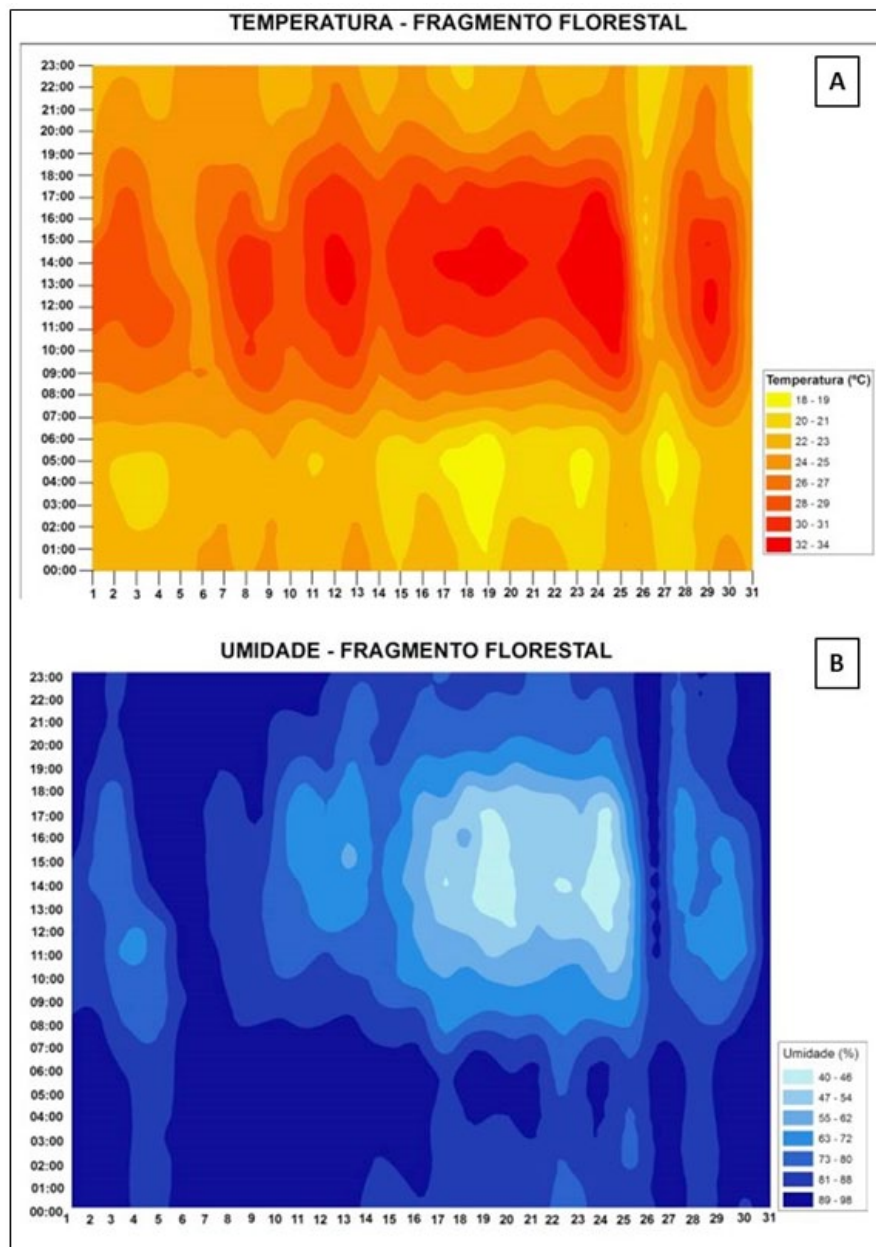 TEMPERATURA - FRAGMENTO FLORESTAL
A
23:00
22:00
21:00
20:00
19:00
18:00
17:00
16:00
15:00
14:00
13:00
12:00
11:00
10:00
09:00
08:00
07:00
06:00
05:00
04:00
03:00
02:00
01:00
00:00
1 2 3 4 5 6 7 8 9 10 11 12 13 14 15 16 17 18 19 20 21 22 23 24 25 26 27 28 29 30 31
Temperatura (ºC)
18 - 19
20 - 21
22 - 23
24 - 25
26 - 27
28 - 29
30 - 31
32 - 34
UMIDADE - FRAGMENTO FLORESTAL
B
23:00
22:00
21:00
20:00
19:00
18:00
17:00
16:00
15:00
14:00
13:00
12:00
11:00
10:00
09:00
08:00
07:00
06:00
05:00
04:00
03:00
02:00
01:00
00:00
1 2 3 4 5 6 7 8 9 10 11 12 13 14 15 16 17 18 19 20 21 22 23 24 25 26 27 28 29 30 31
Umidade (%)
40 - 46
47 - 54
55 - 62
63 - 72
73 - 80
81 - 88
89 - 98